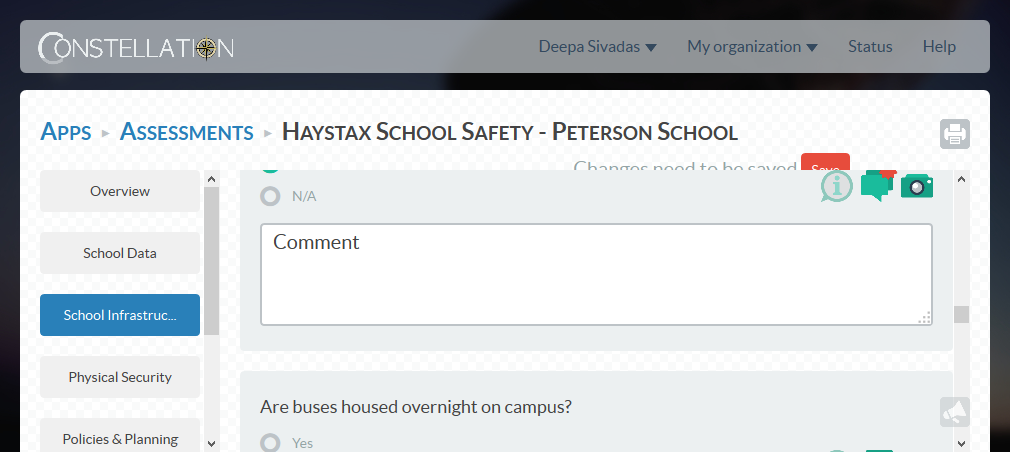 CONSTELLATION
Deepa Sivadas My organization Status Help
APPS ASSESSMENTS HAYSTAX SCHOOL SAFETY - PETERSON SCHOOL
Changes need to be saved Save
Overview
N/A
Comment
School Data
School Infrastruc...
Physical Security
Are buses housed overnight on campus?
Policies & Planning
Yes